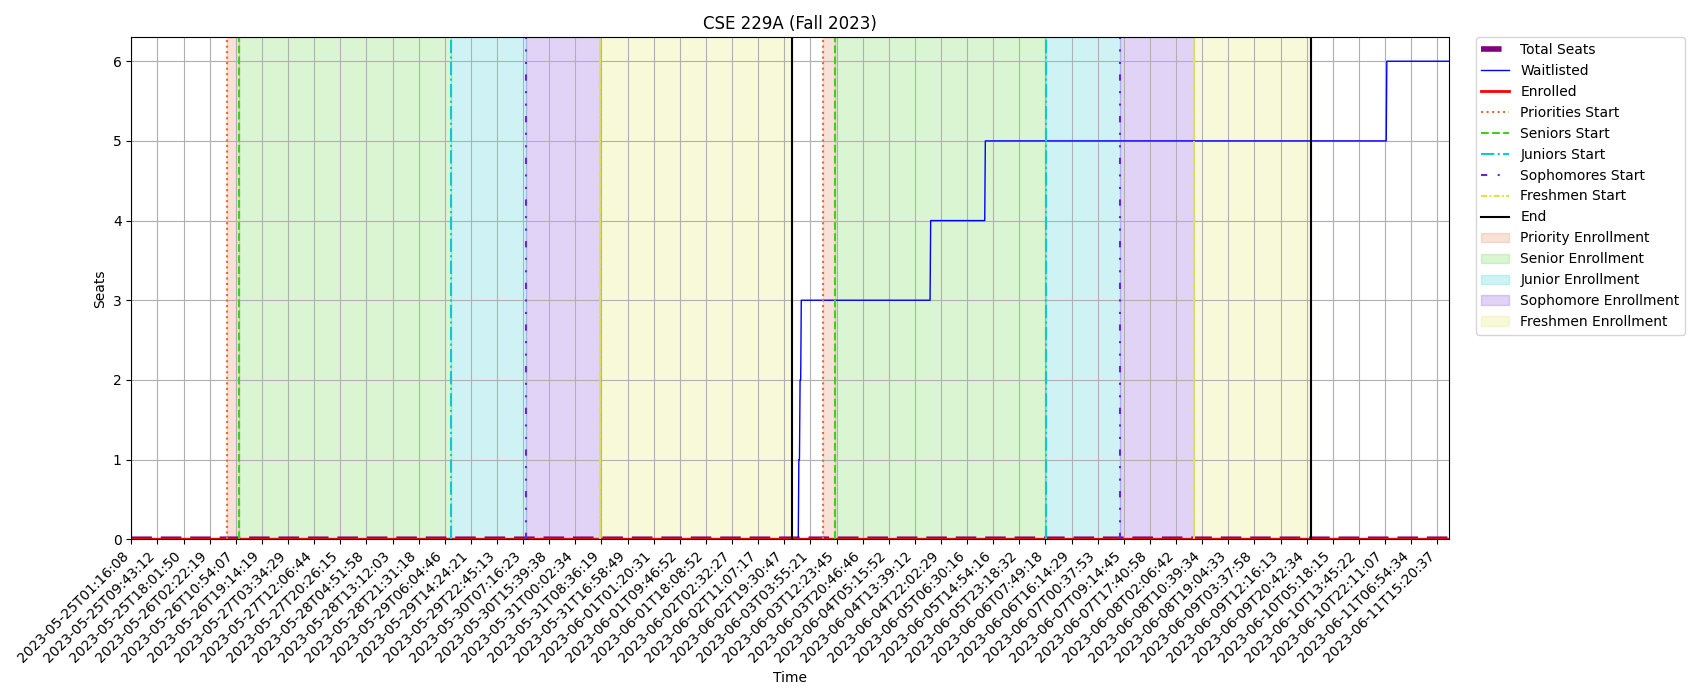 CSE 229A (Fall 2023)
Seats
6
5
4
3
2
1
0
2023-05-25T01:16:08
2023-05-25T09:43:12
2023-05-25T18:01:50
2023-05-26T02:22:19
2023-05-26T10:54:07
2023-05-26T19:14:19
2023-05-27T03:34:29
2023-05-27T12:06:44
2023-05-27T20:26:15
2023-05-28T04:51:58
2023-05-28T13:12:03
2023-05-28T21:31:18
2023-05-29T06:04:46
2023-05-29T14:24:21
2023-05-29T22:45:13
2023-05-30T07:16:23
2023-05-30T15:39:38
2023-05-31T00:02:34
2023-05-31T08:36:19
2023-05-31T16:58:49
2023-06-01T01:20:31
2023-06-01T09:46:52
2023-06-01T18:08:52
2023-06-02T02:32:27
2023-06-02T11:07:17
2023-06-02T19:30:47
2023-06-03T03:55:21
2023-06-03T12:23:45
2023-06-03T20:46:46
2023-06-04T05:15:52
2023-06-04T13:39:12
2023-06-04T22:02:29
2023-06-05T06:30:16
2023-06-05T14:54:16
2023-06-05T23:18:32
2023-06-06T07:49:18
2023-06-06T16:14:29
2023-06-07T00:37:53
2023-06-07T09:14:45
2023-06-07T17:40:58
2023-06-08T02:06:42
2023-06-08T10:39:34
2023-06-08T19:04:33
2023-06-09T03:37:58
2023-06-09T12:16:13
2023-06-09T20:42:34
2023-06-10T05:18:15
2023-06-10T13:45:22
2023-06-10T22:11:07
2023-06-11T06:54:34
2023-06-11T15:20:37
Time
Total Seats
Waitlisted
Enrolled
Priorities Start
Seniors Start
Juniors Start
Sophomores Start
Freshmen Start
End
Priority Enrollment
Senior Enrollment
Junior Enrollment
Sophomore Enrollment
Freshmen Enrollment